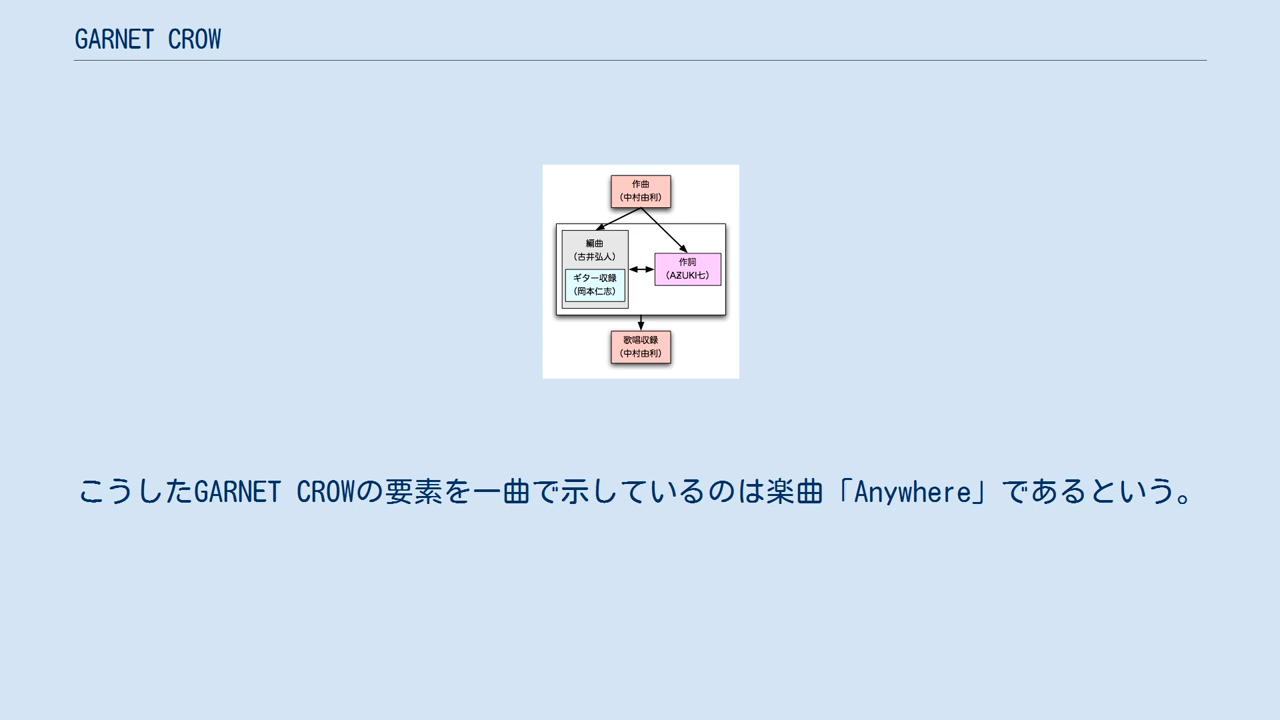 GARNET CROW
作曲
（中村由利）
編曲
（古井弘人）
ギター収録
（岡本仁志）
作詞
（AZUKI七）
歌唱収録
（中村由利）
こうしたGARNET CROWの要素を一曲で示しているのは楽曲「Anywhere」であるという。